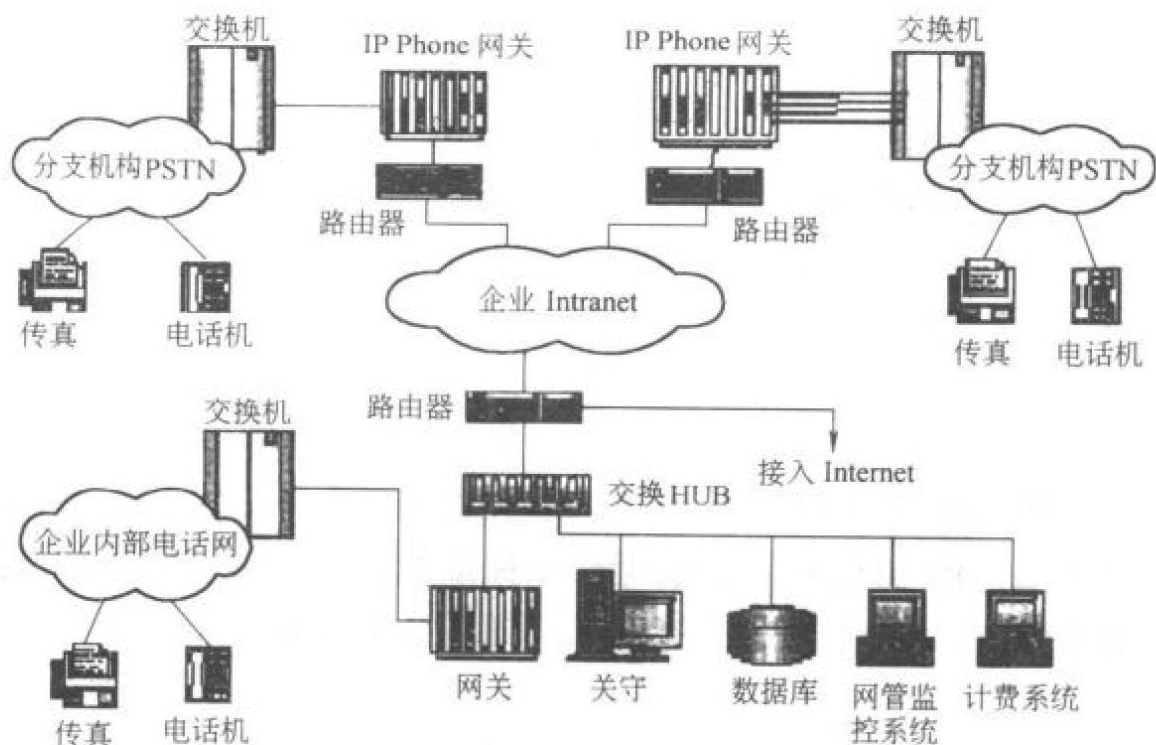 交换机
IP Phone 网关
IP Phone 网关
交换机
分支机构PSTN
分支机构PSTN
路由器
路由器
企业 Intranet
传真
电话机
传真
电话机
路由器
交换机
接入 Internet
交换HUB
企业内部电话网
网关
关守
数据库
网管监
控系统
计费系统
传真
电话机